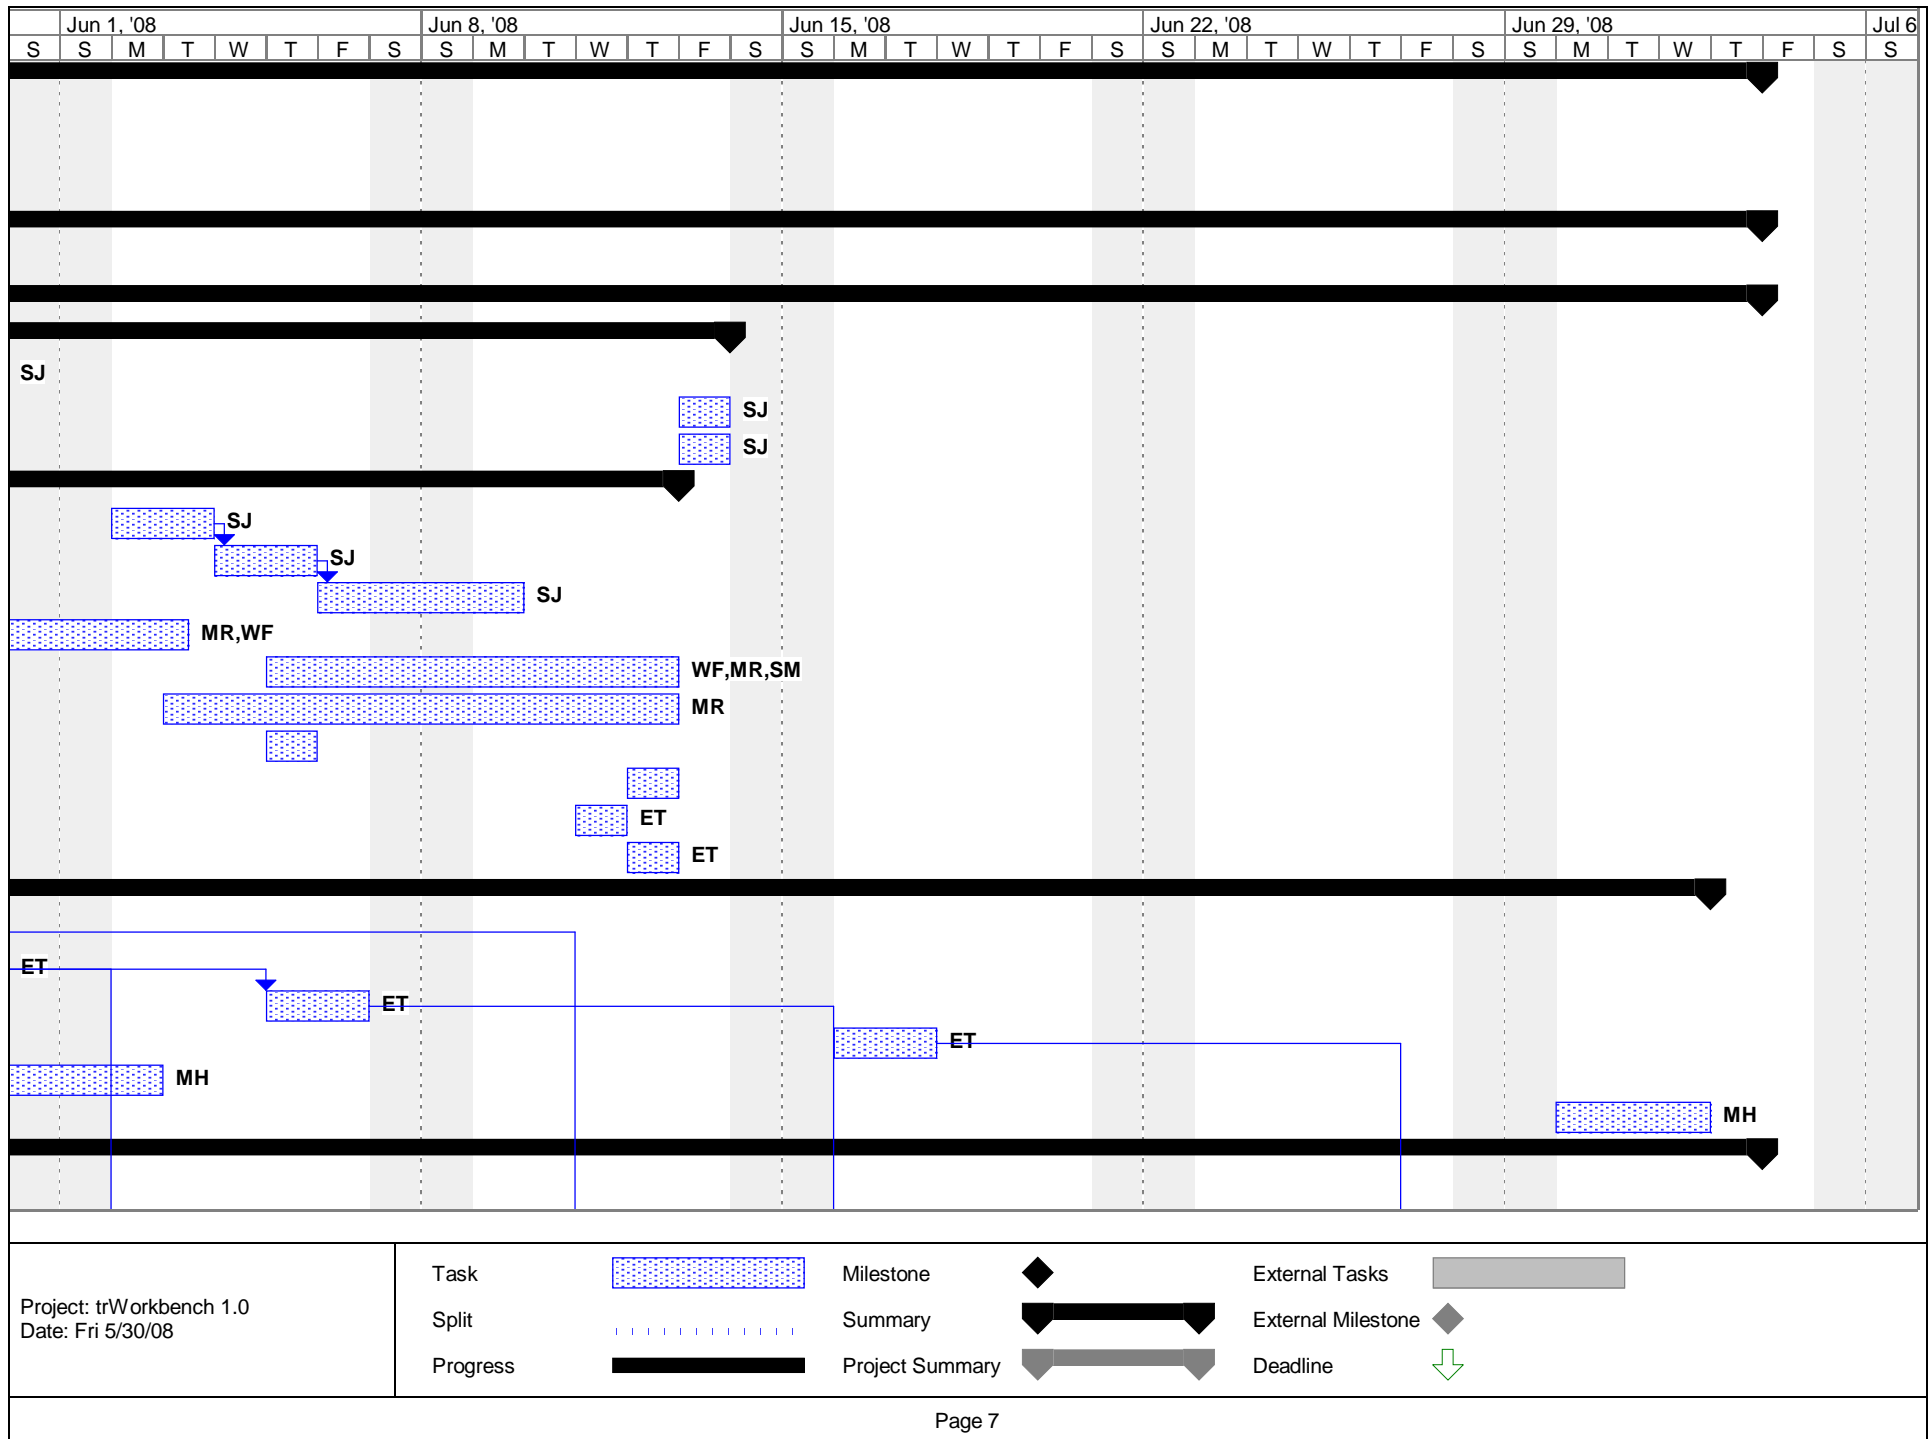 Jun 1, '08 Jun 8, '08 Jun 15, '08 Jun 22, '08 Jun 29, '08 Jul 6
S S M T W T F S S M T W T F S S M T W T F S S M T W T F S S M T W T F S S
SJ
SJ
SJ
SJ
SJ
SJ
MR,WF
WF,MR,SM
MR
ET
ET
ET
ET
ET
MH
MH
Project: trWorkbench 1.0
Date: Fri 5/30/08
Task Milestone External Tasks
Split Summary External Milestone
Progress Project Summary Deadline
Page 7